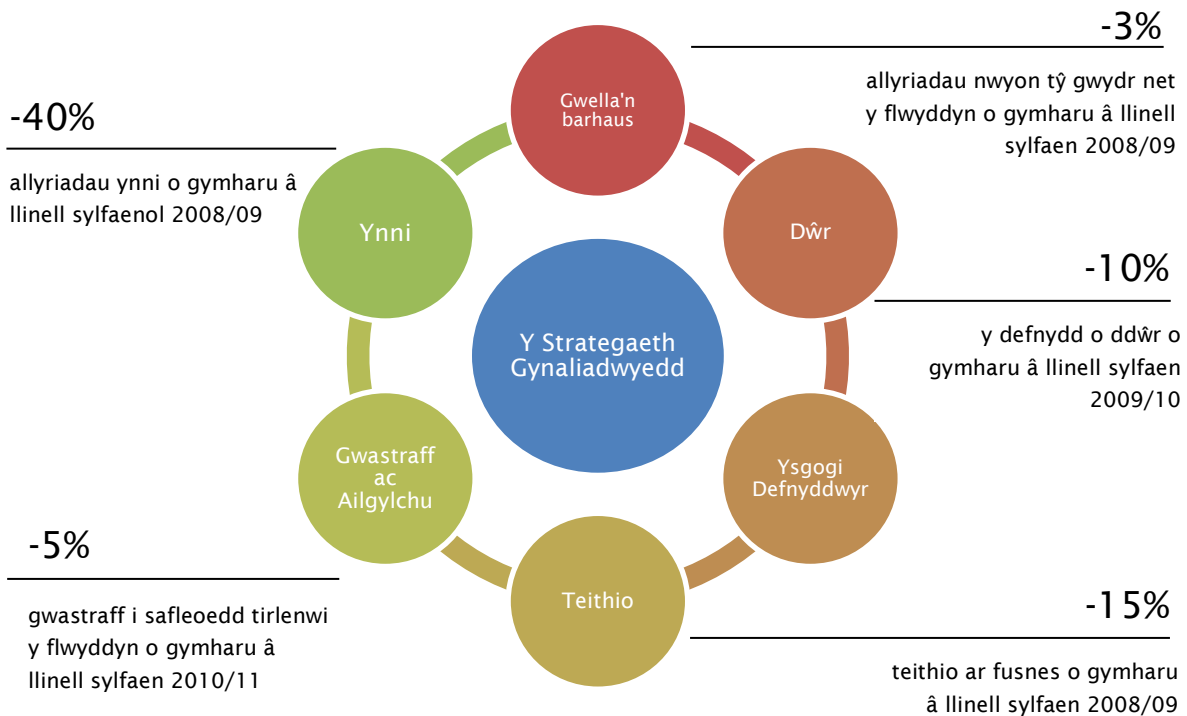 -3%
allyriadau nwyon tŷ gwydr net
y flwyddyn o gymharu â llinell
sylfaen 2008/09
Gwella'n
barhaus
-40%
allyriadau ynni o gymharu â
llinell sylfaenol 2008/09
Ynni
Dŵr
-10%
y defnydd o ddŵr o
gymharu â llinell sylfaen
2009/10
Y Strategaeth
Gynaliadwyedd
Gwastraff
ac
Ailgylchu
Ysgogi
Defnyddwyr
-5%
gwastraff i safleoedd tirlenwi
y flwyddyn o gymharu â
llinell sylfaen 2010/11
Teithio
-15%
teithio ar fusnes o gymharu
â llinell sylfaen 2008/09